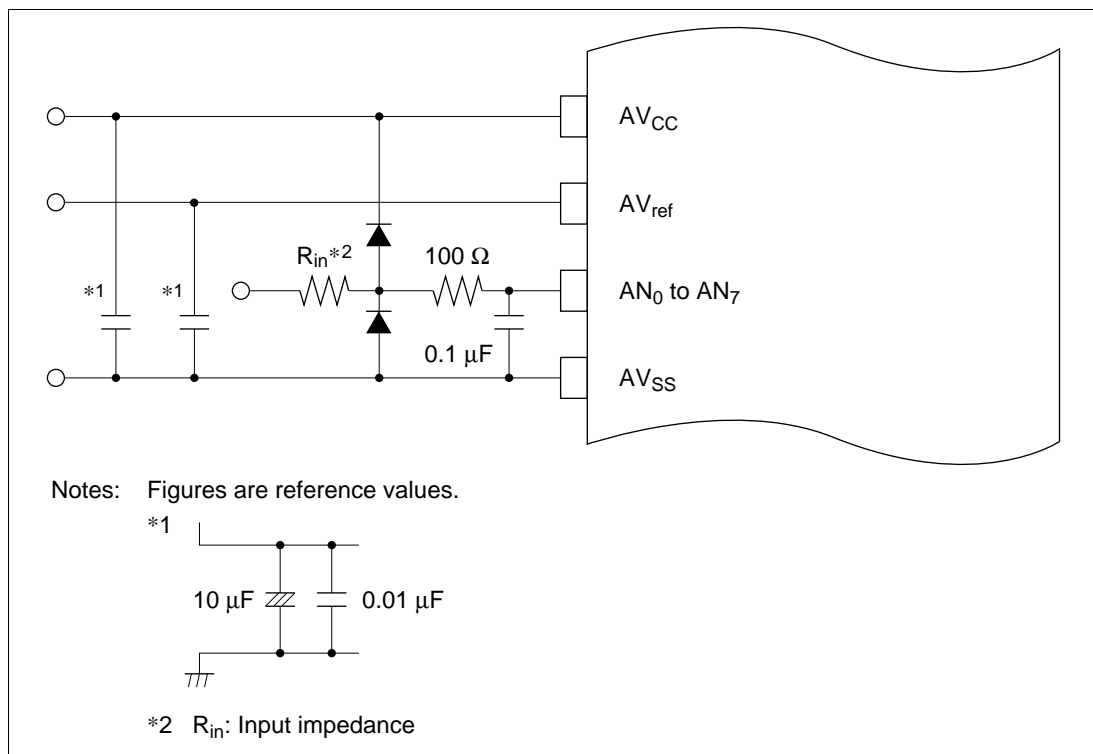 AVCC
AVref
Rin*2
100 Ω
*1
*1
AN0 to AN7
0.1 μF
AVSS
Notes: Figures are reference values.
*1
10 μF
0.01 μF
*2 Rin: Input impedance